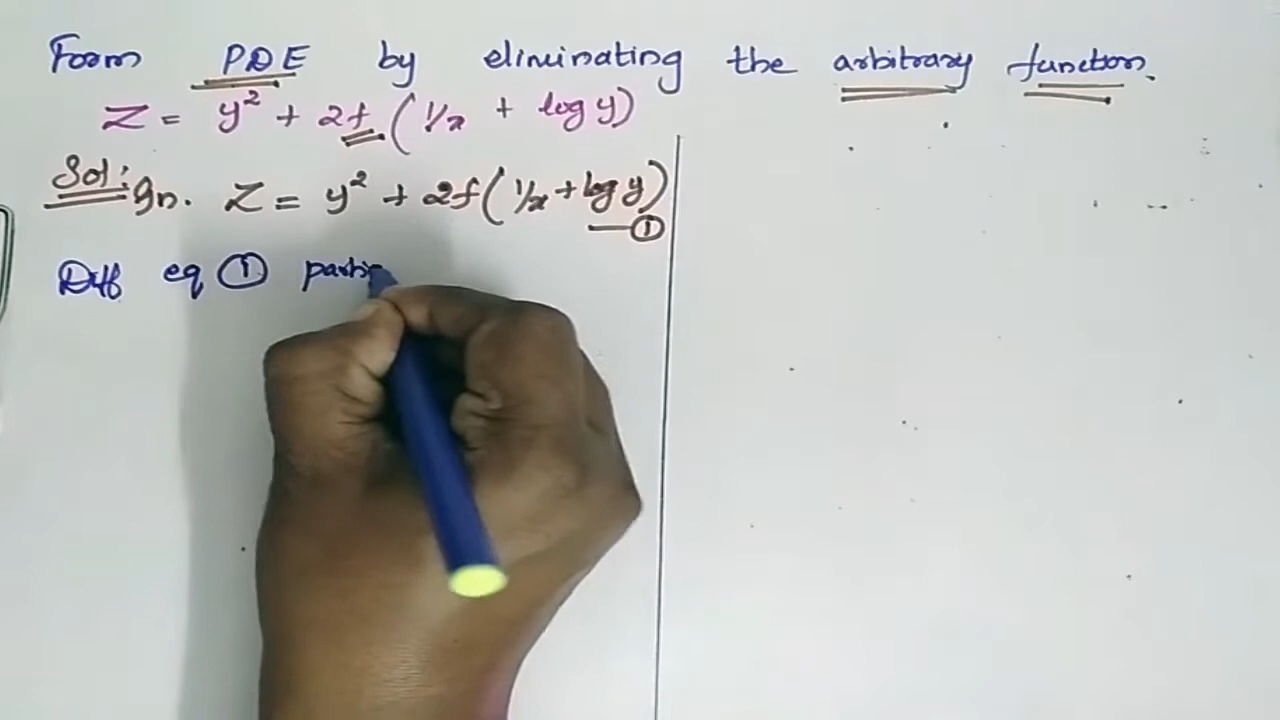 Form PDE by eliminating the arbitrary function.
Z = y² + 2f (1/x + log y)
Sol: Gn. Z = y² + 2f (1/x + log y)
—①
Diff eq ①